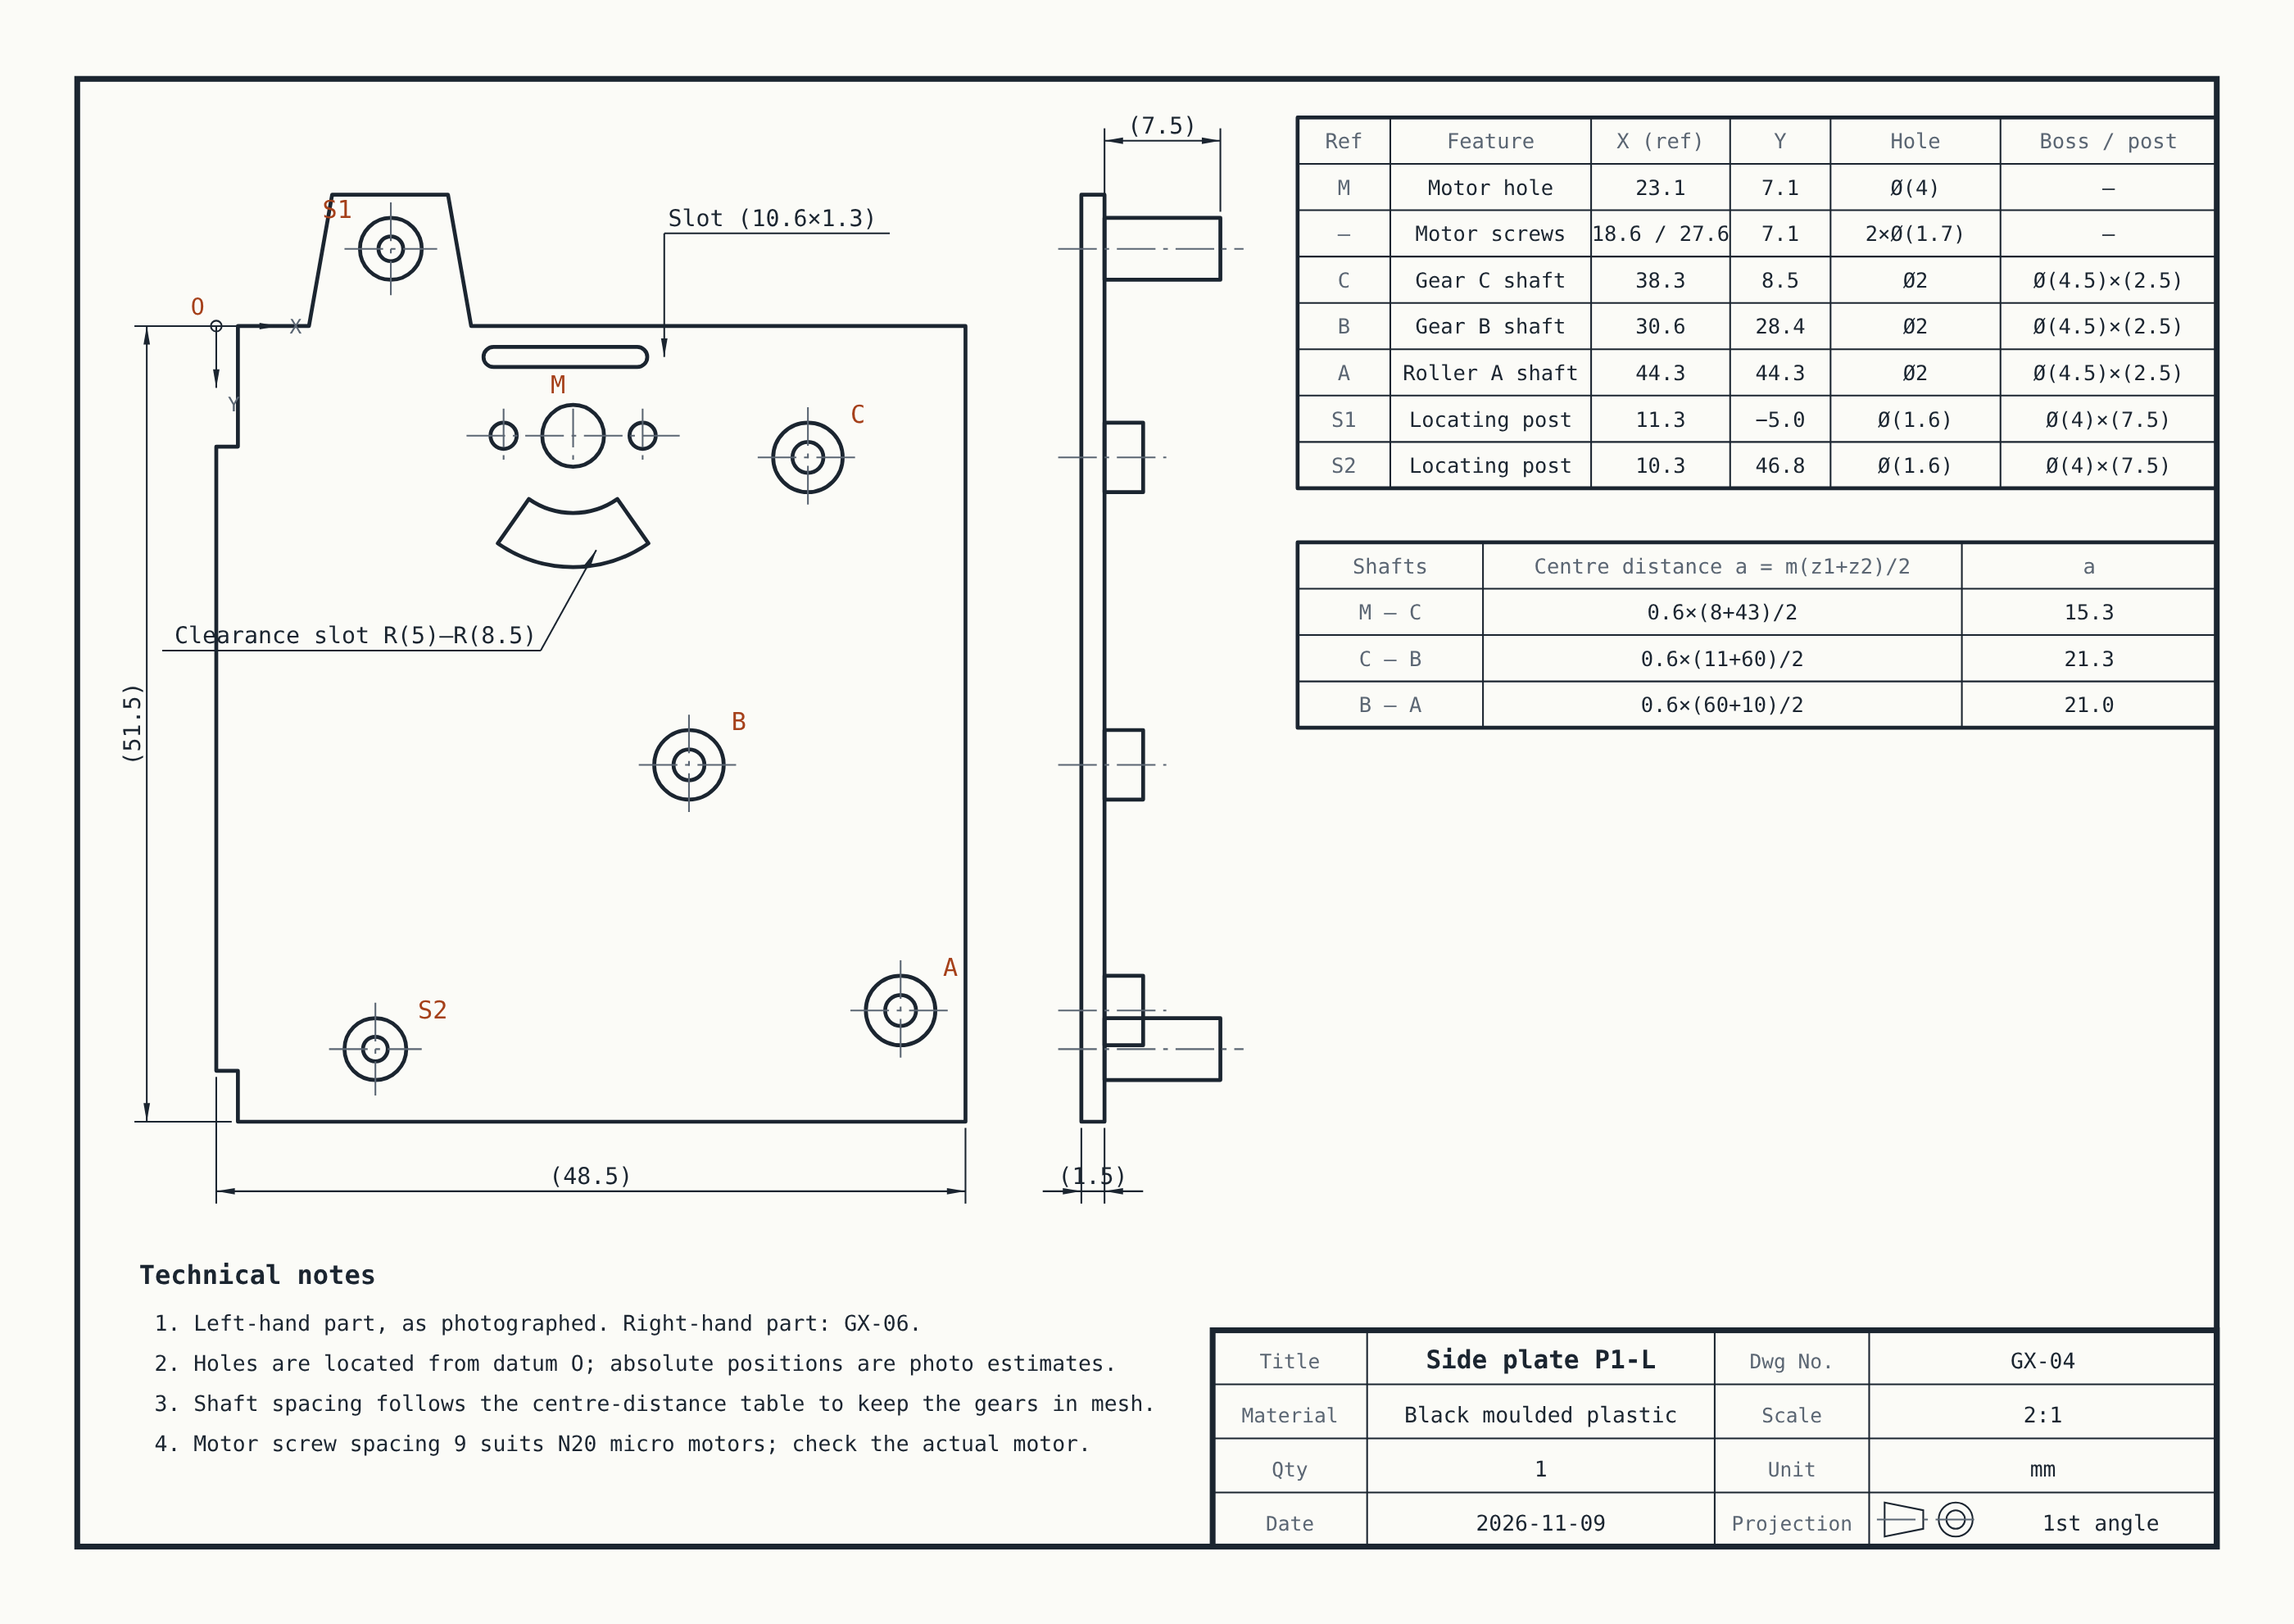 (7.5)
S1
Slot (10.6×1.3)
O
X
Y
M
C
Clearance slot R(5)–R(8.5)
(51.5)
B
A
S2
(48.5)
(1.5)
Ref Feature X (ref) Y Hole Boss / post
M Motor hole 23.1 7.1 Ø(4) —
— Motor screws 18.6 / 27.6 7.1 2×Ø(1.7) —
C Gear C shaft 38.3 8.5 Ø2 Ø(4.5)×(2.5)
B Gear B shaft 30.6 28.4 Ø2 Ø(4.5)×(2.5)
A Roller A shaft 44.3 44.3 Ø2 Ø(4.5)×(2.5)
S1 Locating post 11.3 −5.0 Ø(1.6) Ø(4)×(7.5)
S2 Locating post 10.3 46.8 Ø(1.6) Ø(4)×(7.5)
Shafts Centre distance a = m(z1+z2)/2 a
M – C 0.6×(8+43)/2 15.3
C – B 0.6×(11+60)/2 21.3
B – A 0.6×(60+10)/2 21.0
Technical notes
1. Left-hand part, as photographed. Right-hand part: GX-06.
2. Holes are located from datum O; absolute positions are photo estimates.
3. Shaft spacing follows the centre-distance table to keep the gears in mesh.
4. Motor screw spacing 9 suits N20 micro motors; check the actual motor.
Title Side plate P1-L Dwg No. GX-04
Material Black moulded plastic Scale 2:1
Qty 1 Unit mm
Date 2026-11-09 Projection 1st angle